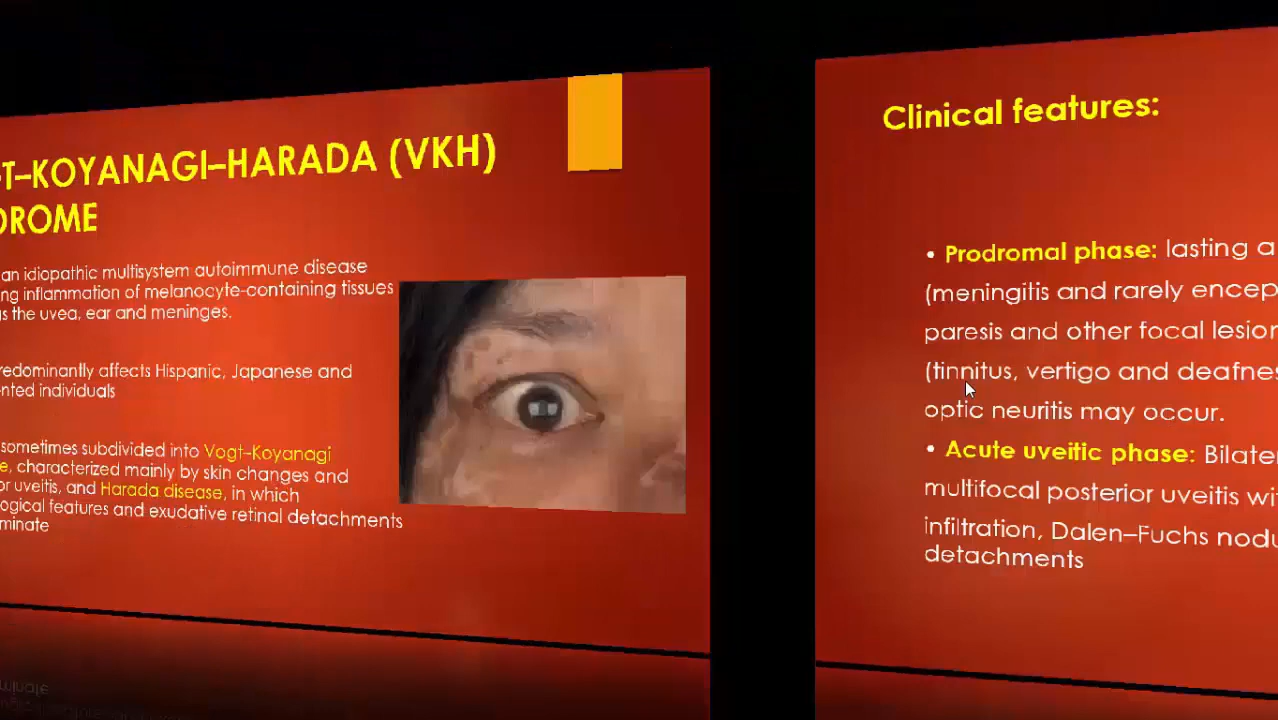 T–KOYANAGI–HARADA (VKH)
DROME
an idiopathic multisystem autoimmune disease
ng inflammation of melanocyte-containing tissues
s the uvea, ear and meninges.
redominantly affects Hispanic, Japanese and
nted individuals
sometimes subdivided into Vogt–Koyanagi
e, characterized mainly by skin changes and
or uveitis, and Harada disease, in which
ogical features and exudative retinal detachments
minate
Clinical features:
• Prodromal phase: lasting a
(meningitis and rarely encep
paresis and other focal lesion
(tinnitus, vertigo and deafnes
optic neuritis may occur.
• Acute uveitic phase: Bilater
multifocal posterior uveitis wi
infiltration, Dalen–Fuchs nodu
detachments